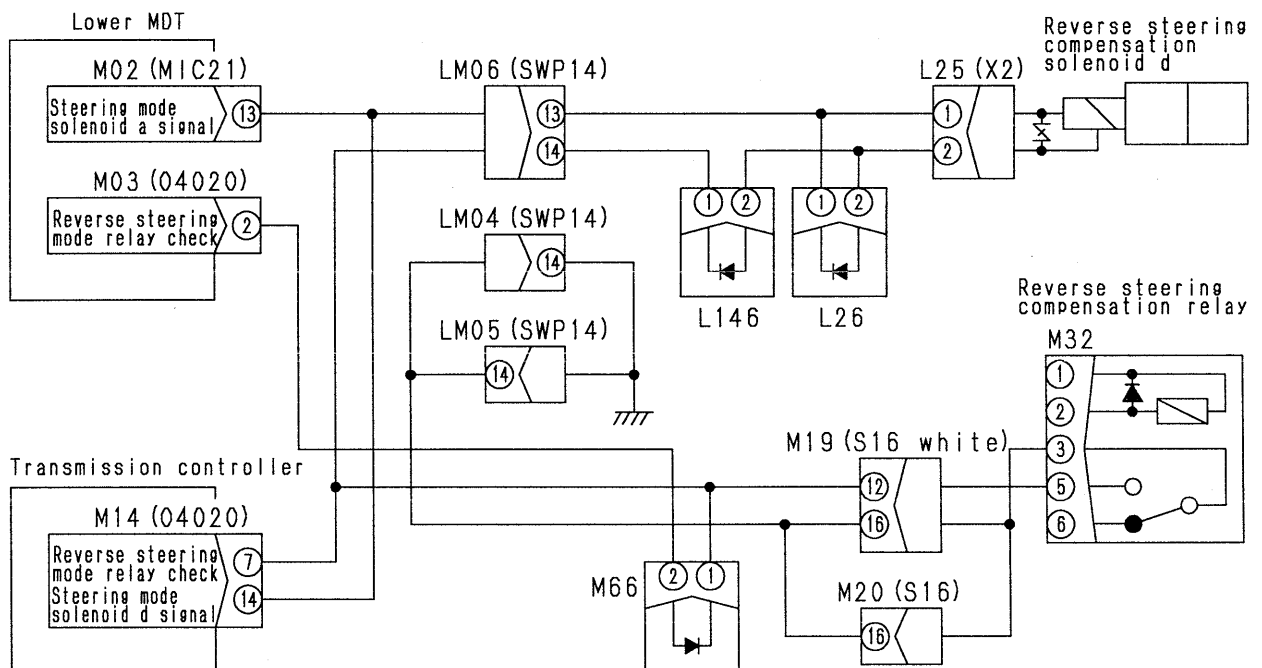 Lower MDT
M02 (MIC21)
Steering mode
solenoid a signal
13
M03 (04020)
Reverse steering
mode relay check
2
LM06 (SWP14)
13
14
LM04 (SWP14)
14
LM05 (SWP14)
14
L25 (X2)
1
2
Reverse steering
compensation
solenoid d
1 2
L146
1 2
L26
Reverse steering
compensation relay
M32
1
2
3
5
6
M19 (S16 white)
12
16
M20 (S16)
16
M66
2 1
Transmission controller
M14 (04020)
Reverse steering
mode relay check
7
Steering mode
solenoid d signal
14